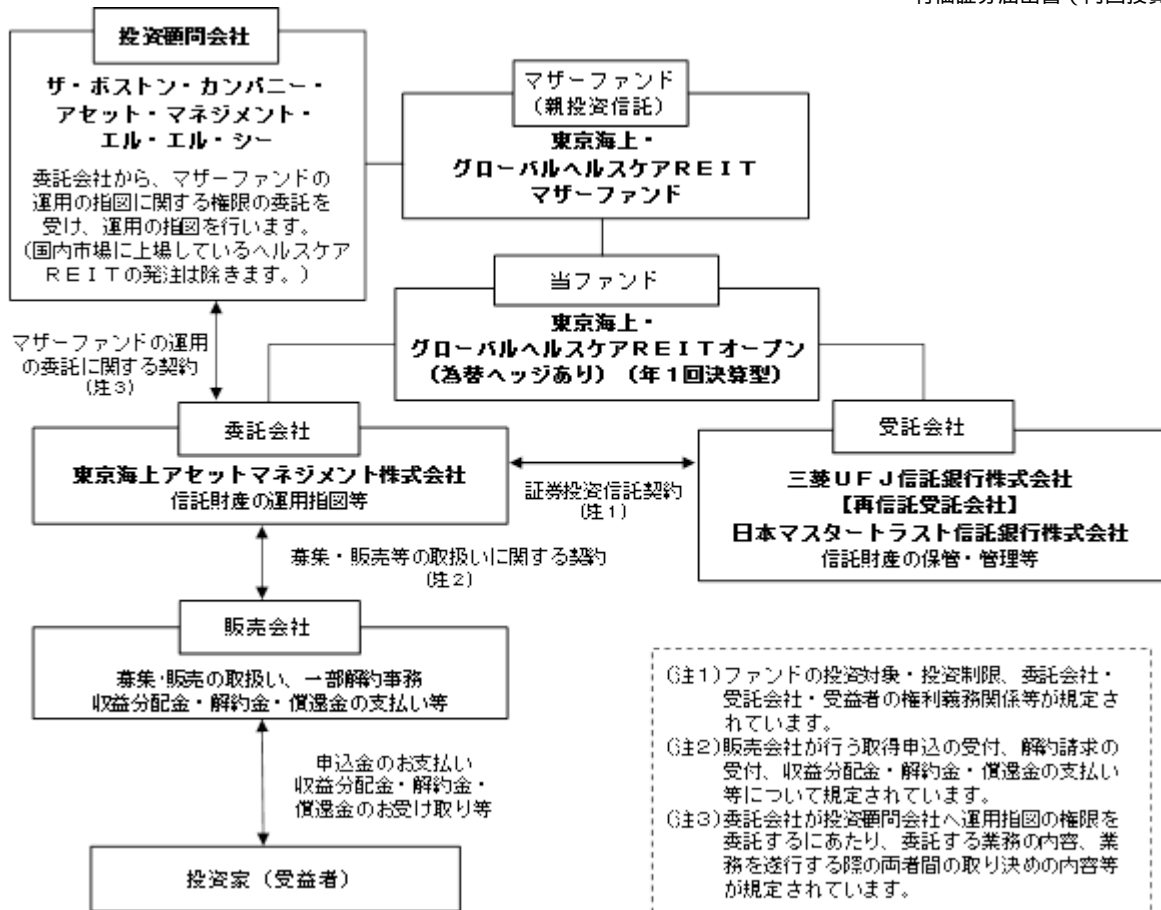 投資顧問会社
ザ・ボストン・カンパニー・
アセット・マネジメント・
エル・エル・シー
委託会社から、マザーファンドの
運用の指図に関する権限の委託を
受け、運用の指図を行います。
(国内市場に上場しているヘルスケア
REITの発注は除きます。)
マザーファンド
(親投資信託)
東京海上・
グローバルヘルスケアREIT
マザーファンド
当ファンド
東京海上・
グローバルヘルスケアREITオープン
(為替ヘッジあり)(年1回決算型)
マザーファンドの運用
の委託に関する契約
(注3)
委託会社
東京海上アセットマネジメント株式会社
信託財産の運用指図等
証券投資信託契約
(注1)
受託会社
三菱UFJ信託銀行株式会社
【再信託受託会社】
日本マスタートラスト信託銀行株式会社
信託財産の保管・管理等
募集・販売等の取扱いに関する契約
(注2)
販売会社
募集・販売の取扱い、一部解約事務
収益分配金・解約金・償還金の支払い等
申込金のお支払い
収益分配金・解約金・
償還金のお受け取り等
投資家(受益者)
(注1)ファンドの投資対象・投資制限、委託会社・
受託会社・受益者の権利義務関係等が規定さ
れています。
(注2)販売会社が行う取得申込の受付、解約請求の
受付、収益分配金・解約金・償還金の支払い
等について規定されています。
(注3)委託会社が投資顧問会社へ運用指図の権限を
委託するにあたり、委託する業務の内容、業
務を遂行する際の両者間の取り決めの内容等
が規定されています。